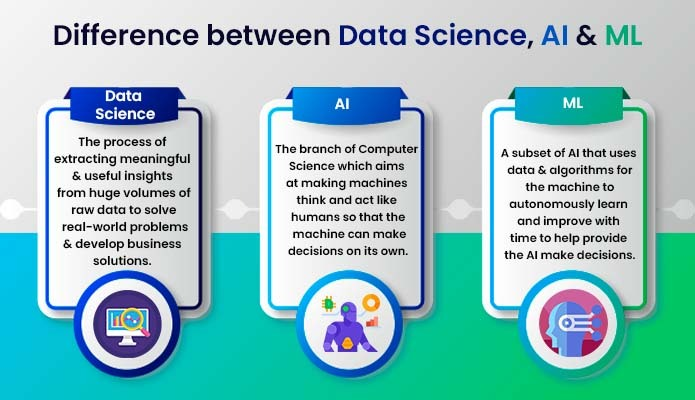 Difference between Data Science, AI & ML
Data
Science
The process of
extracting meaningful
& useful insights
from huge volumes of
raw data to solve
real-world problems
& develop business
solutions.
AI
The branch of Computer
Science which aims
at making machines
think and act like
humans so that the
machine can make
decisions on its own.
ML
A subset of AI that uses
data & algorithms for
the machine to
autonomously learn
and improve with
time to help provide
the AI make decisions.